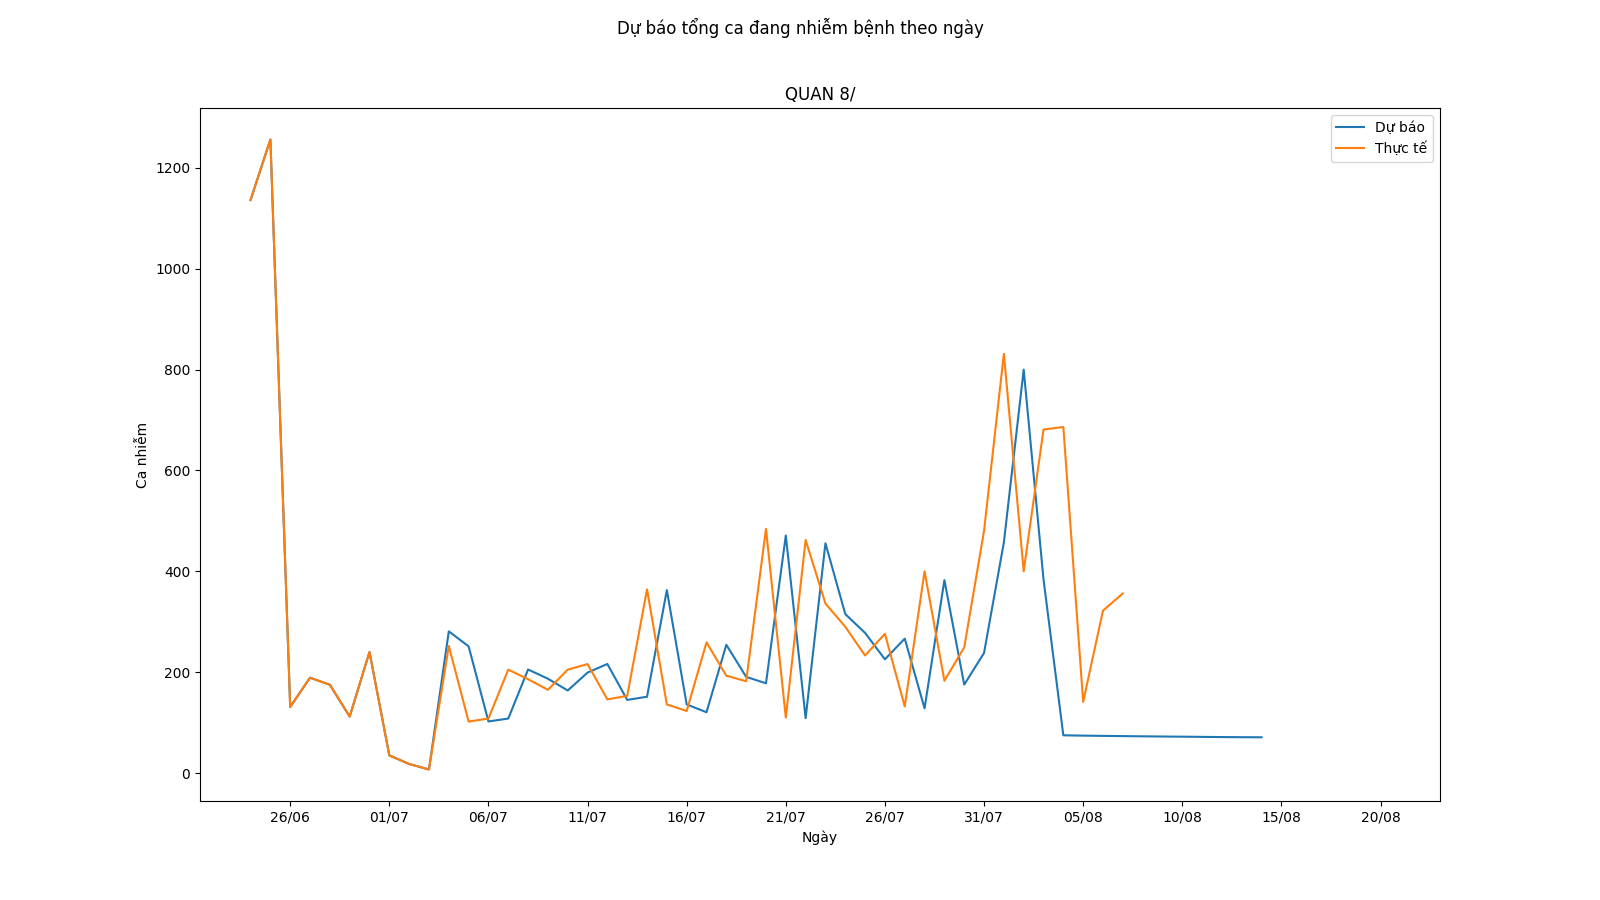 Dự báo tổng ca đang nhiễm bệnh theo ngày
QUAN 8/
Dự báo
Thực tế
1200
1000
800
600
400
200
0
Ca nhiễm
26/06 01/07 06/07 11/07 16/07 21/07 26/07 31/07 05/08 10/08 15/08 20/08
Ngày